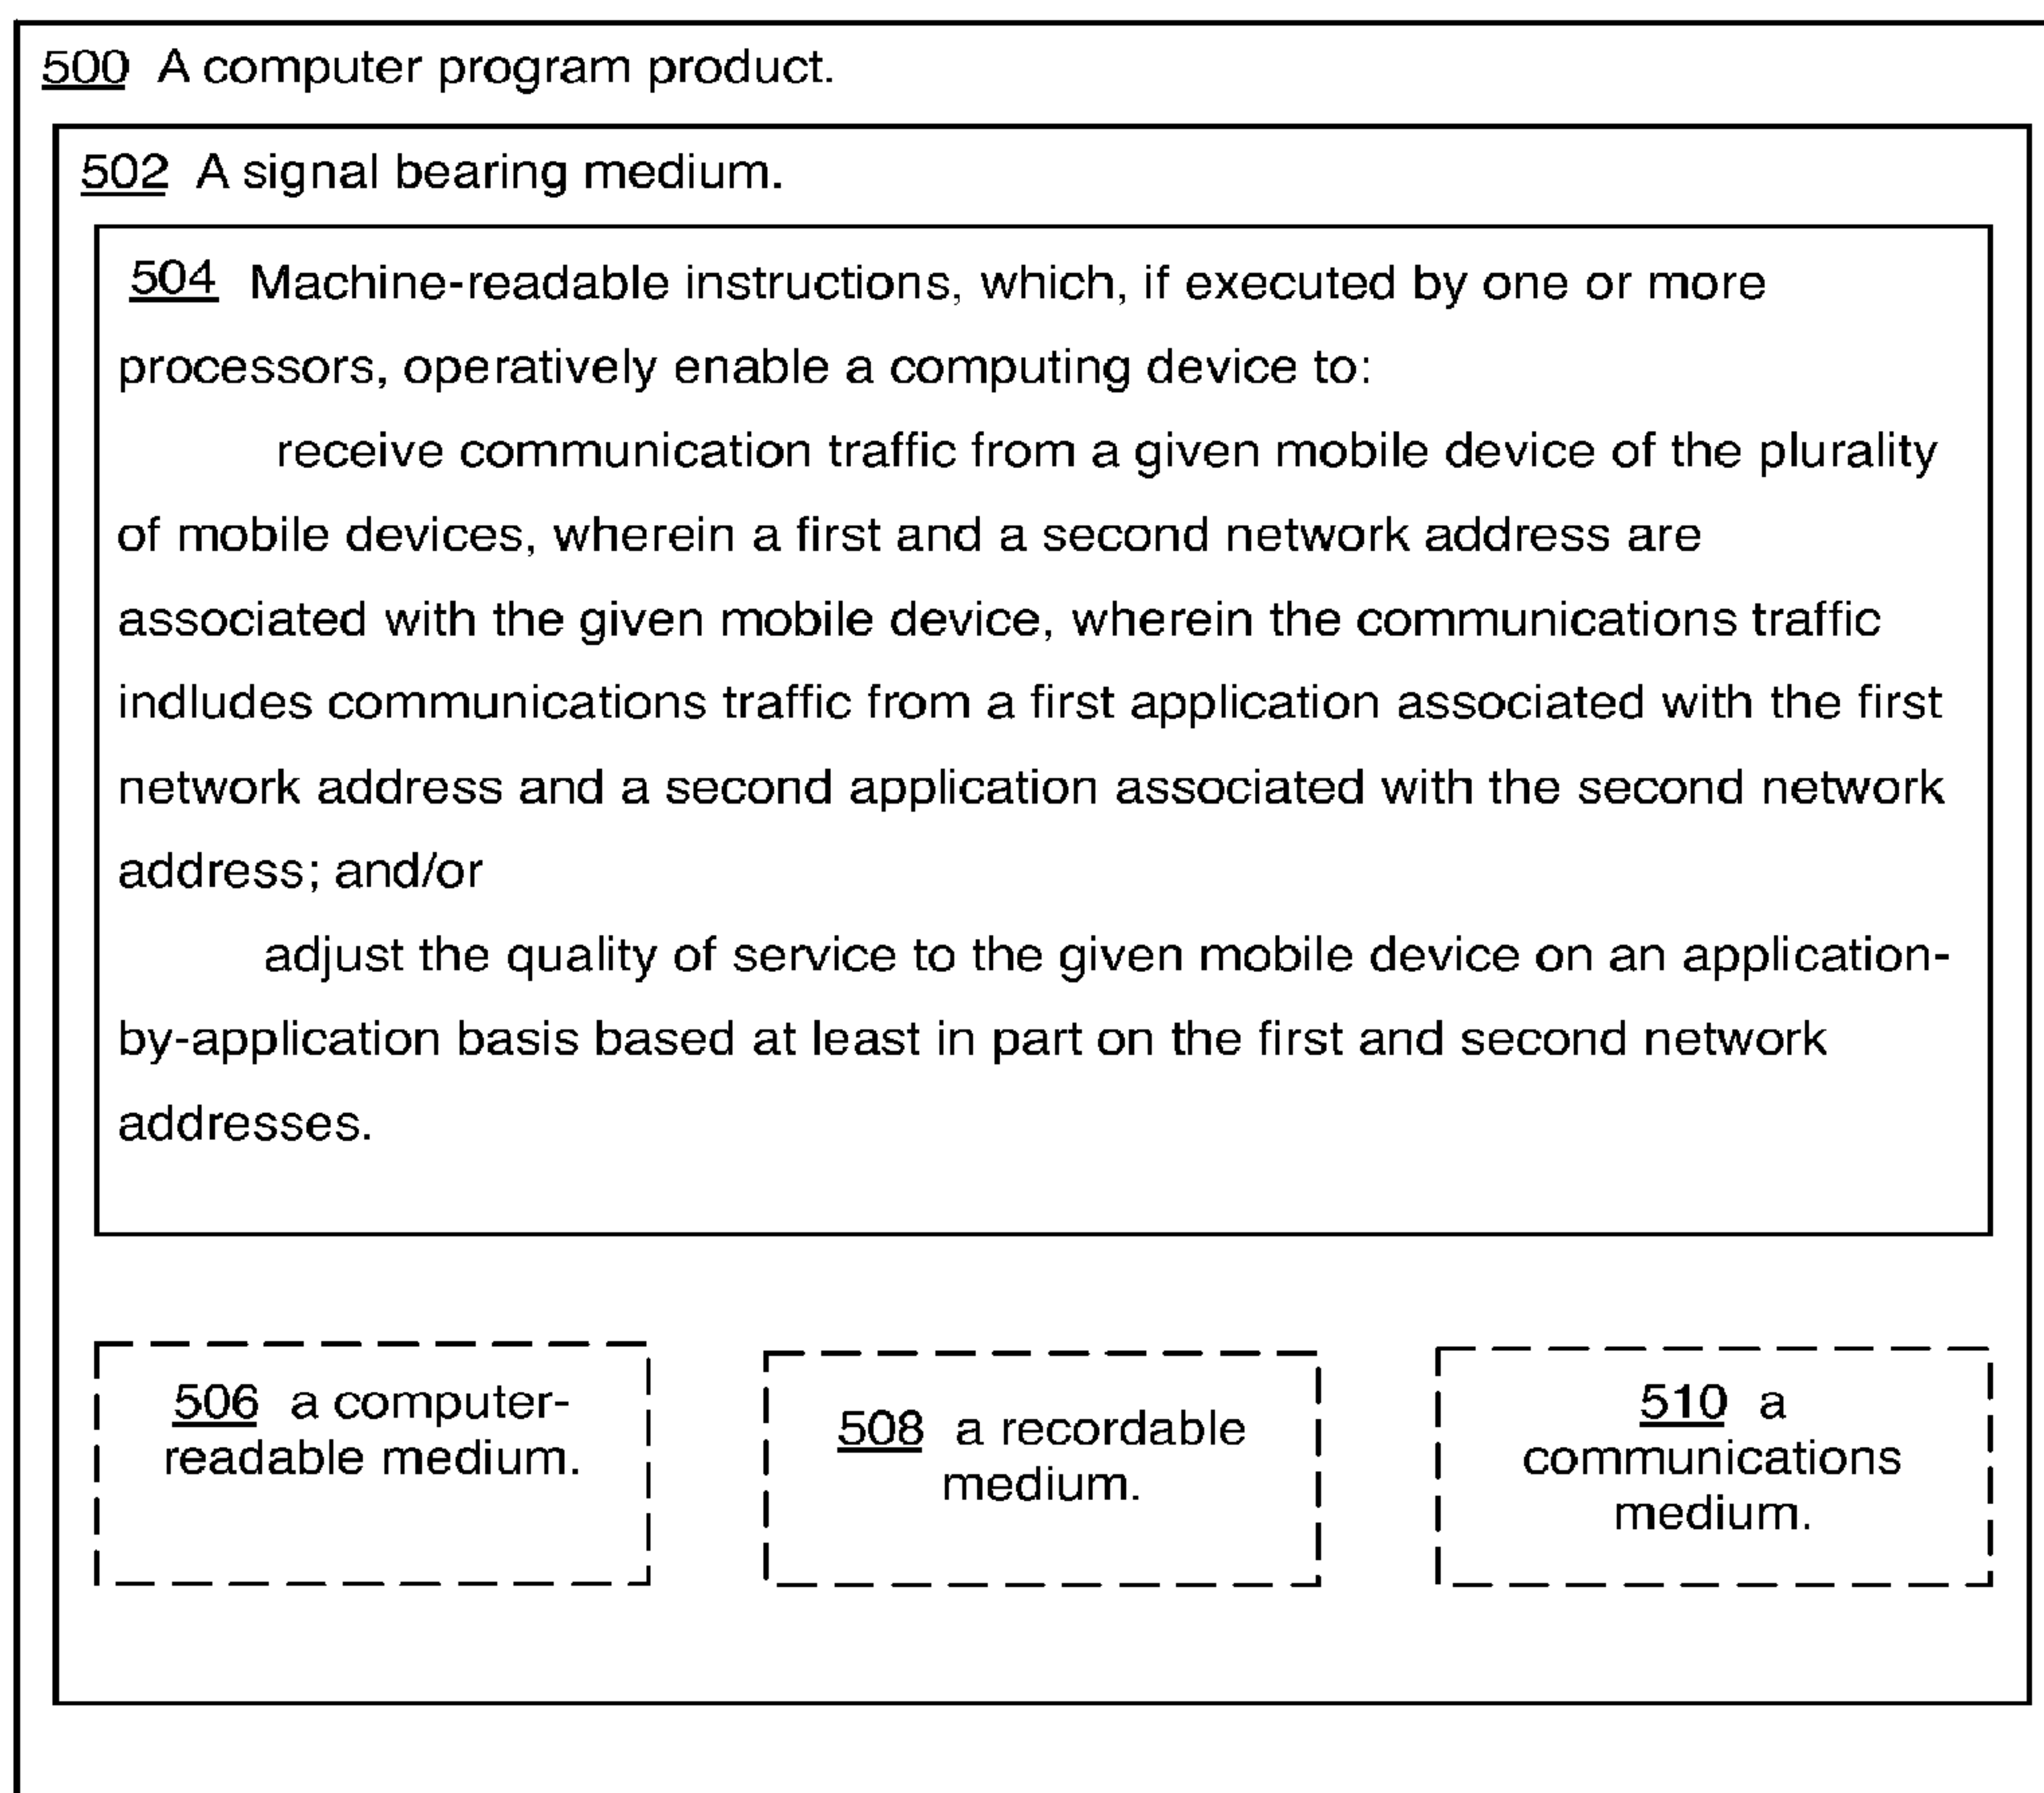 500 A computer program product.
502 A signal bearing medium.
504 Machine-readable instructions, which, if executed by one or more
processors, operatively enable a computing device to:
receive communication traffic from a given mobile device of the plurality
of mobile devices, wherein a first and a second network address are
associated with the given mobile device, wherein the communications traffic
indludes communications traffic from a first application associated with the first
network address and a second application associated with the second network
address; and/or
adjust the quality of service to the given mobile device on an application-
by-application basis based at least in part on the first and second network
addresses.
506 a computer-
readable medium.
508 a recordable
medium.
510 a
communications
medium.